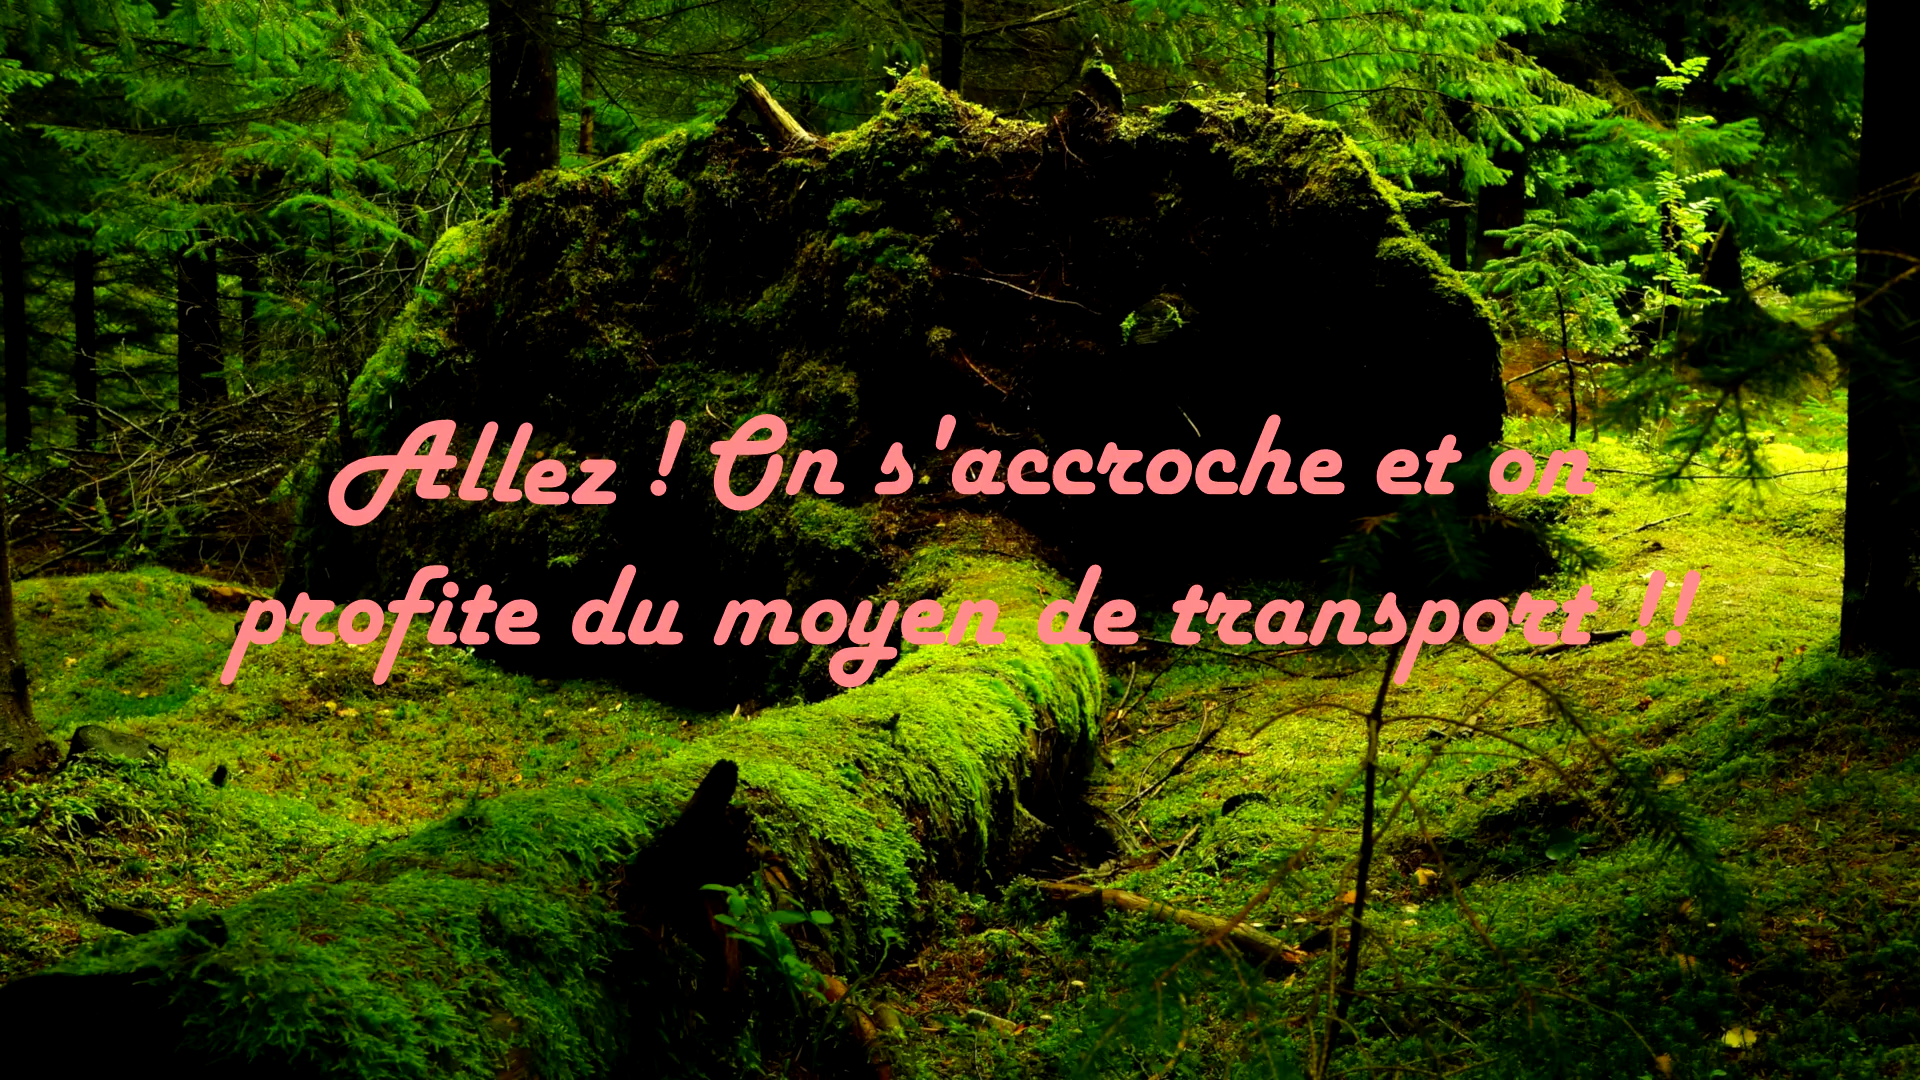 Allez ! On s'accroche et on
profite du moyen de transport !!